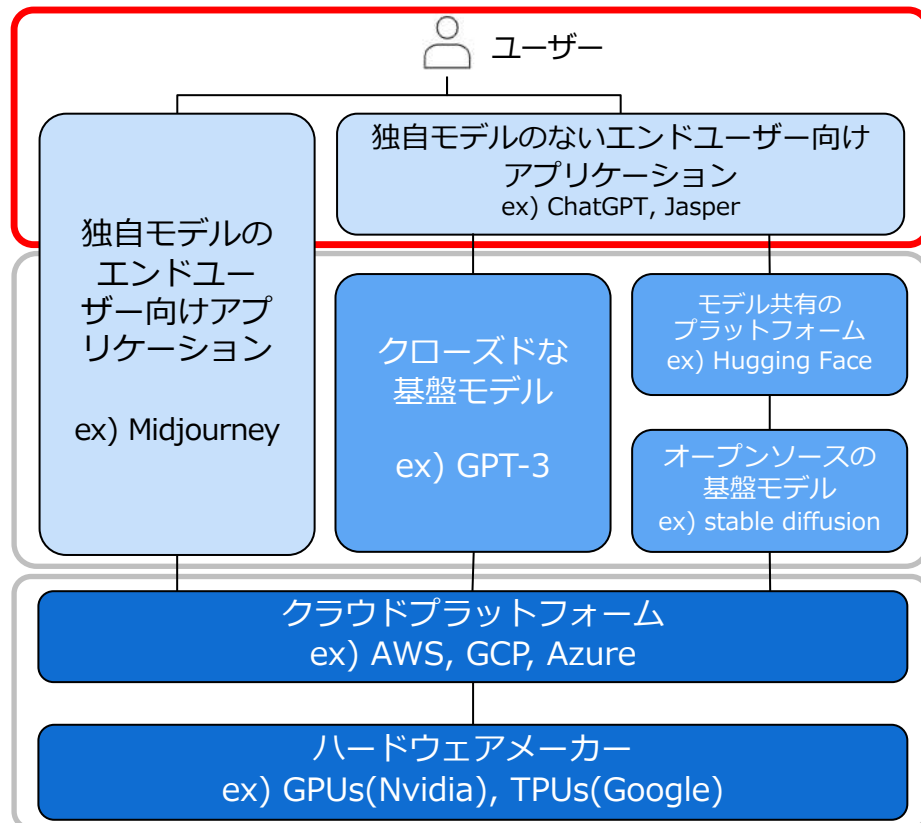 ユーザー
独自モデルの
エンドユー
ザー向けアプ
リケーション
ex) Midjourney
独自モデルのないエンドユーザー向け
アプリケーション
ex) ChatGPT, Jasper
クローズドな
基盤モデル
ex) GPT-3
モデル共有の
プラットフォーム
ex) Hugging Face
オープンソースの
基盤モデル
ex) stable diffusion
クラウドプラットフォーム
ex) AWS, GCP, Azure
ハードウェアメーカー
ex) GPUs(Nvidia), TPUs(Google)